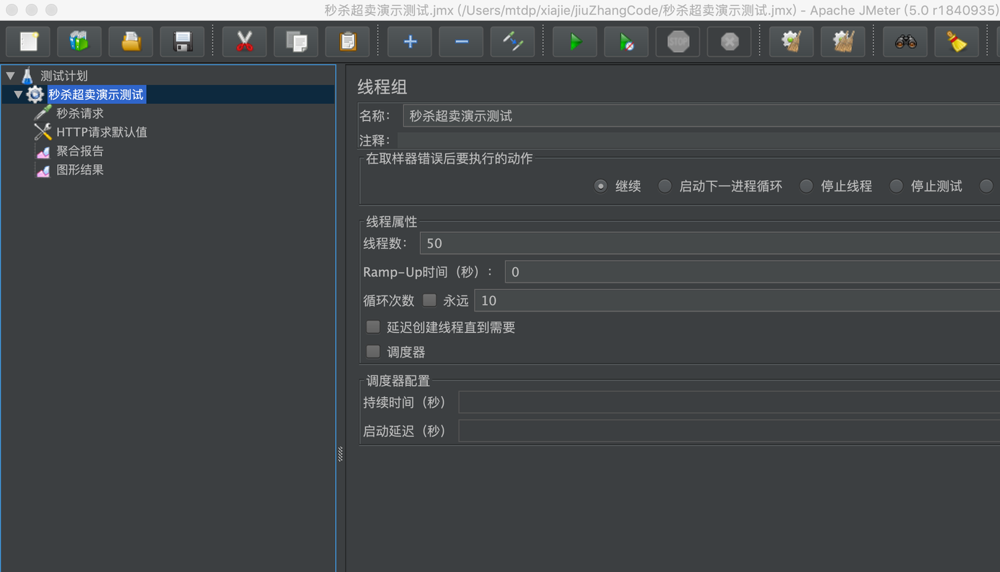 秒杀超卖演示测试.jmx (/Users/mtdp/xiajie/jiuZhangCode/秒杀超卖演示测试.jmx) - Apache JMeter (5.0 r1840935)
STOP
测试计划
秒杀超卖演示测试
秒杀请求
HTTP请求默认值
聚合报告
图形结果
线程组
名称： 秒杀超卖演示测试
注释：
在取样器错误后要执行的动作
继续 启动下一进程循环 停止线程 停止测试
线程属性
线程数： 50
Ramp-Up时间（秒）： 0
循环次数 永远 10
延迟创建线程直到需要
调度器
调度器配置
持续时间（秒）
启动延迟（秒）